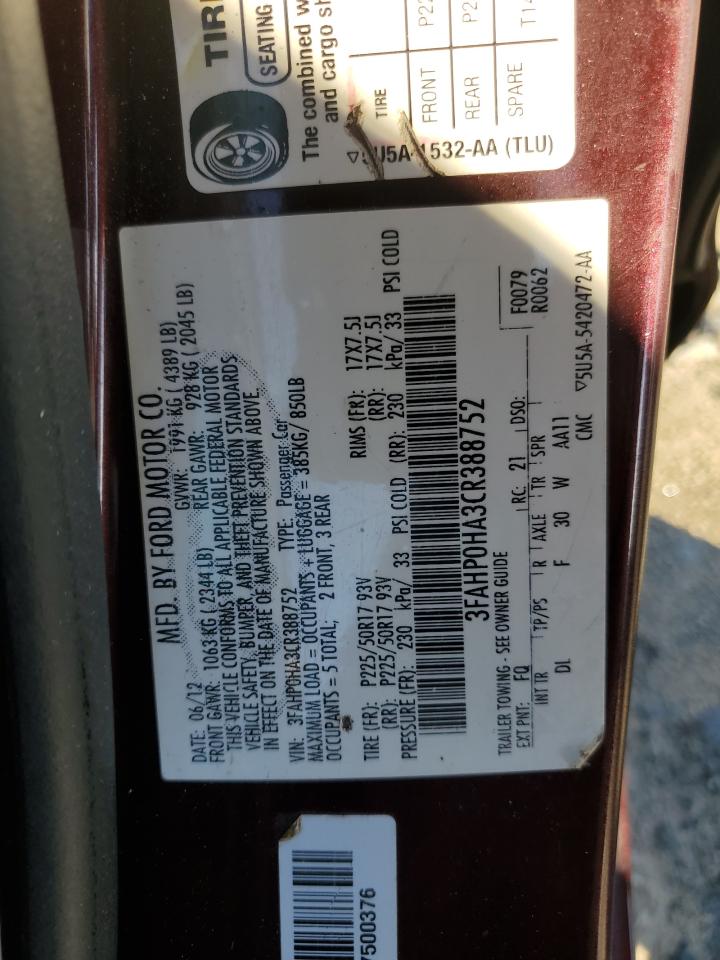 TIRE
SEATING
The combined w
and cargo sh
TIRE
FRONT P22
REAR P2
SPARE T14
▽5U5A-1532-AA (TLU)
MFD. BY FORD MOTOR CO.
DATE: 06/12 GVWR: 1991 KG ( 4389 LB)
FRONT GAWR: 1063 KG ( 2344 LB) REAR GAWR: 928 KG ( 2045 LB)
THIS VEHICLE CONFORMS TO ALL APPLICABLE FEDERAL MOTOR
VEHICLE SAFETY, BUMPER, AND THEFT PREVENTION STANDARDS
IN EFFECT ON THE DATE OF MANUFACTURE SHOWN ABOVE.
VIN: 3FAHP0HA3CR388752 TYPE: Passenger Car
MAXIMUM LOAD = OCCUPANTS + LUGGAGE = 385KG/ 850LB
OCCUPANTS = 5 TOTAL; 2 FRONT, 3 REAR
TIRE (FR): P225/50R17 93V RIMS (FR): 17X7.5J
(RR): P225/50R17 93V (RR): 17X7.5J
PRESSURE (FR): 230 kPa/ 33 PSI COLD (RR): 230 kPa/ 33 PSI COLD
3FAHP0HA3CR388752
TRAILER TOWING - SEE OWNER GUIDE F0079
EXT PNT: FQ RC: 21 DSO: R0062
INT TR TP/PS R AXLE TR SPR
DL F 30 W AA11
CMC ▽5U5A-5420472-AA
7500376